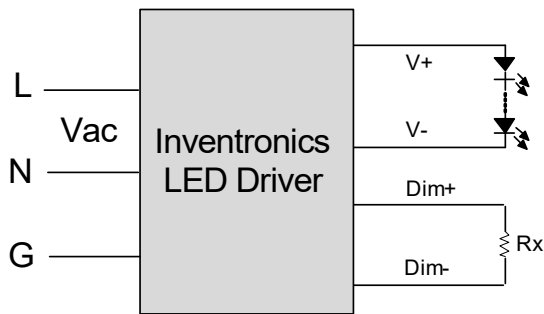 L
Vac
N
G
Inventronics
LED Driver
V+
V-
Dim+
Rx
Dim-